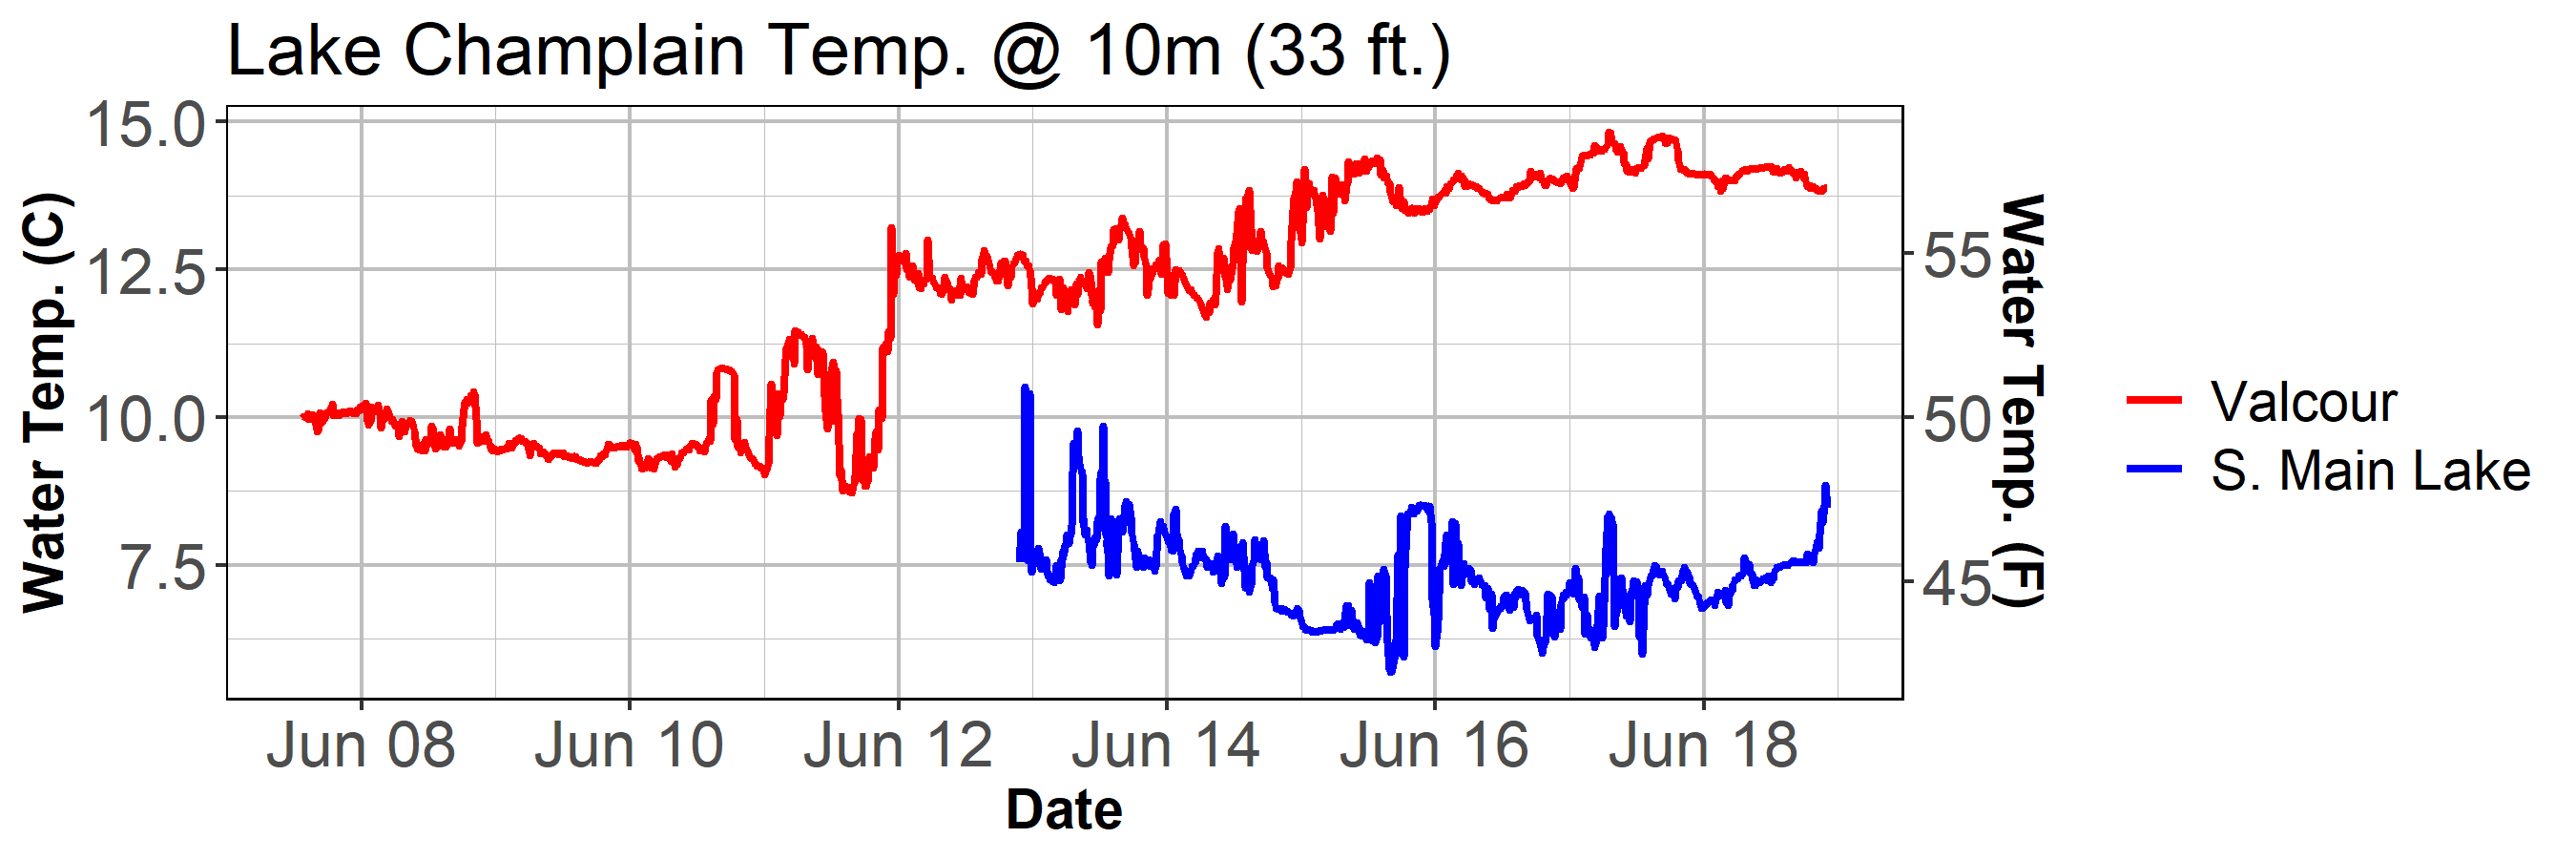 Lake Champlain Temp. @ 10m (33 ft.)
Water Temp. (C)
15.0
12.5
10.0
7.5
55
50
45
Water Temp. (F)
Jun 08 Jun 10 Jun 12 Jun 14 Jun 16 Jun 18
Date
Valcour
S. Main Lake